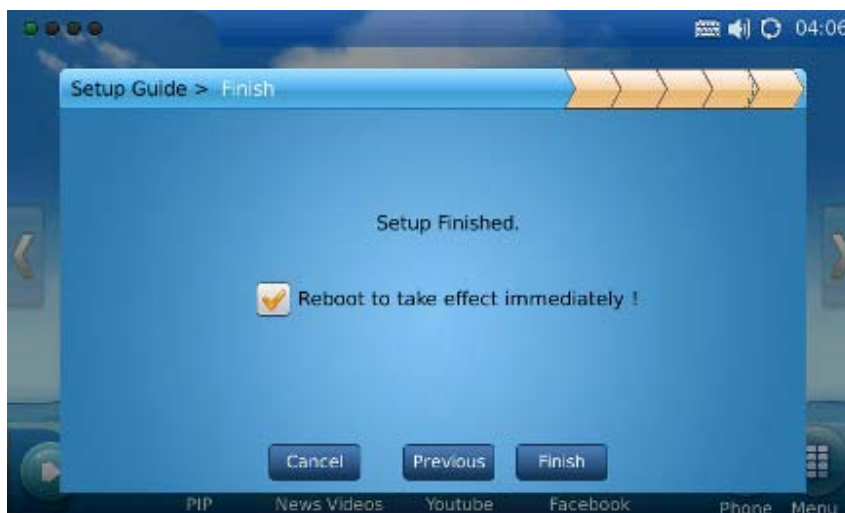 04:06
Setup Guide > Finish
Setup Finished.
Reboot to take effect immediately !
Cancel Previous Finish
PIP News Videos Youtube Facebook Phone Menu